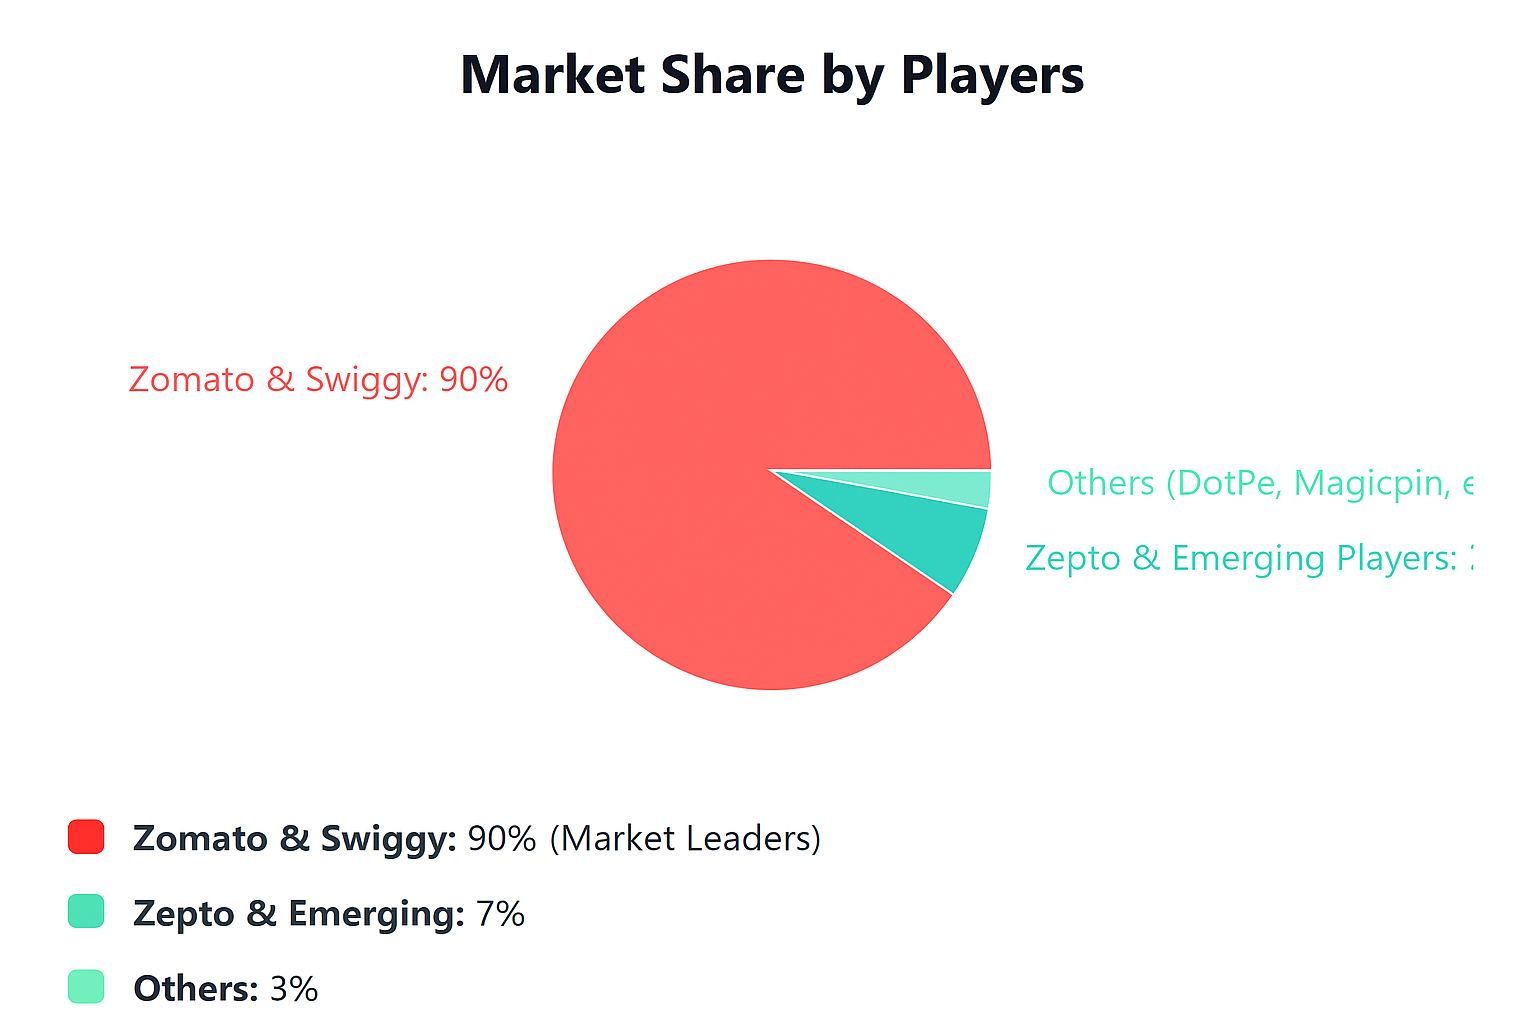 Market Share by Players
Zomato & Swiggy: 90%
Others (DotPe, Magicpin,
Zepto & Emerging Players:
Zomato & Swiggy: 90% (Market Leaders)
Zepto & Emerging: 7%
Others: 3%